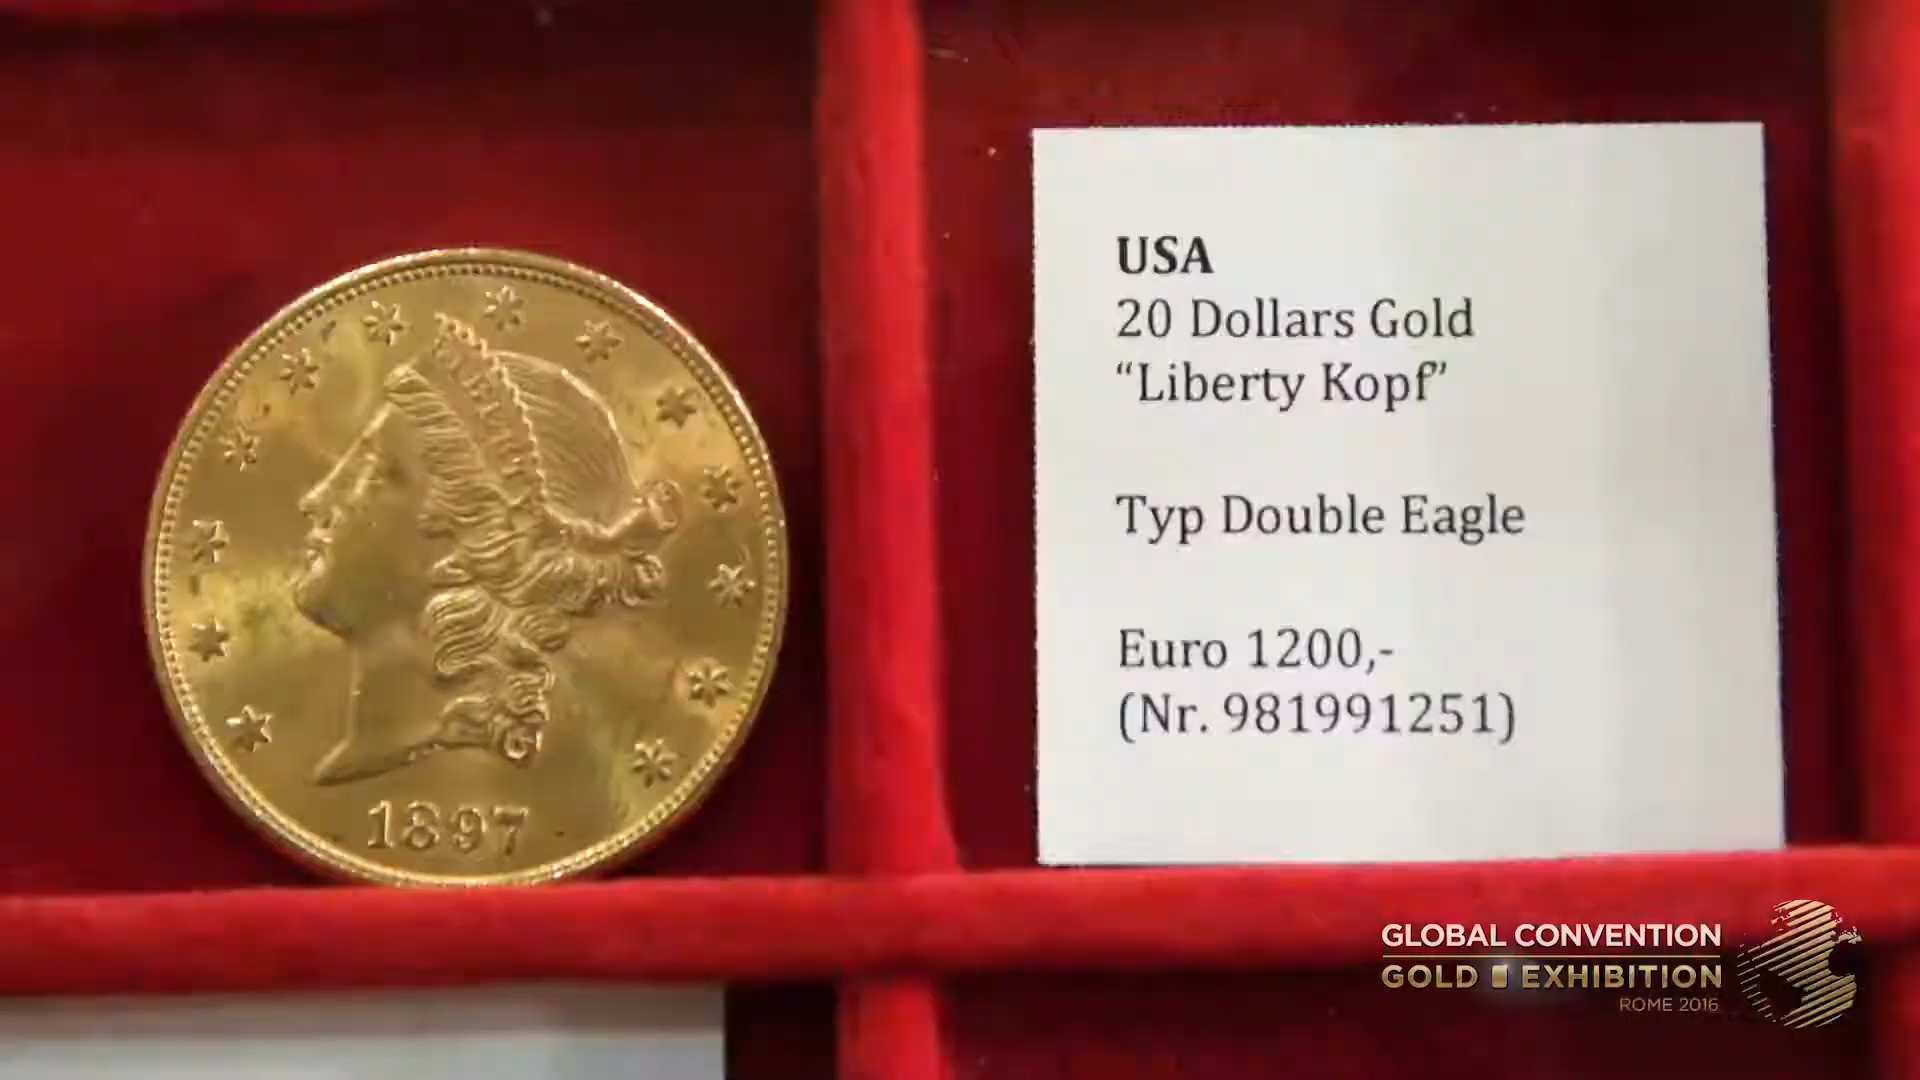 LIBERTY
1897
USA
20 Dollars Gold
“Liberty Kopf”
Typ Double Eagle
Euro 1200,-
(Nr. 981991251)
GLOBAL CONVENTION
GOLD EXHIBITION
ROME 2016